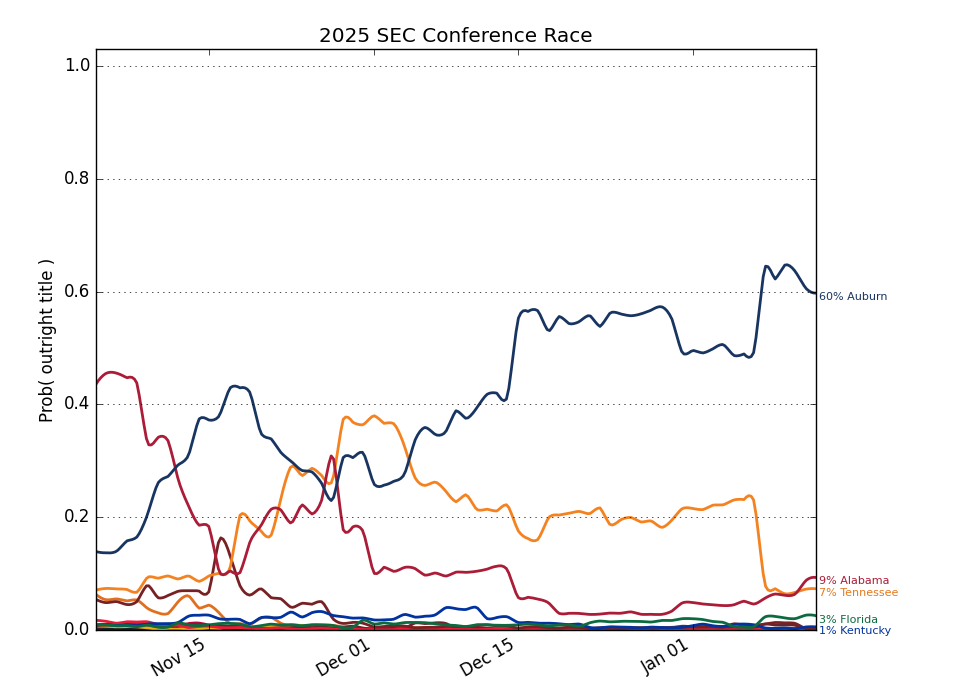 2025 SEC Conference Race
Prob( outright title )
1.0
0.8
0.6
0.4
0.2
0.0
60% Auburn
9% Alabama
7% Tennessee
3% Florida
1% Kentucky
Nov 15
Dec 01
Dec 15
Jan 01